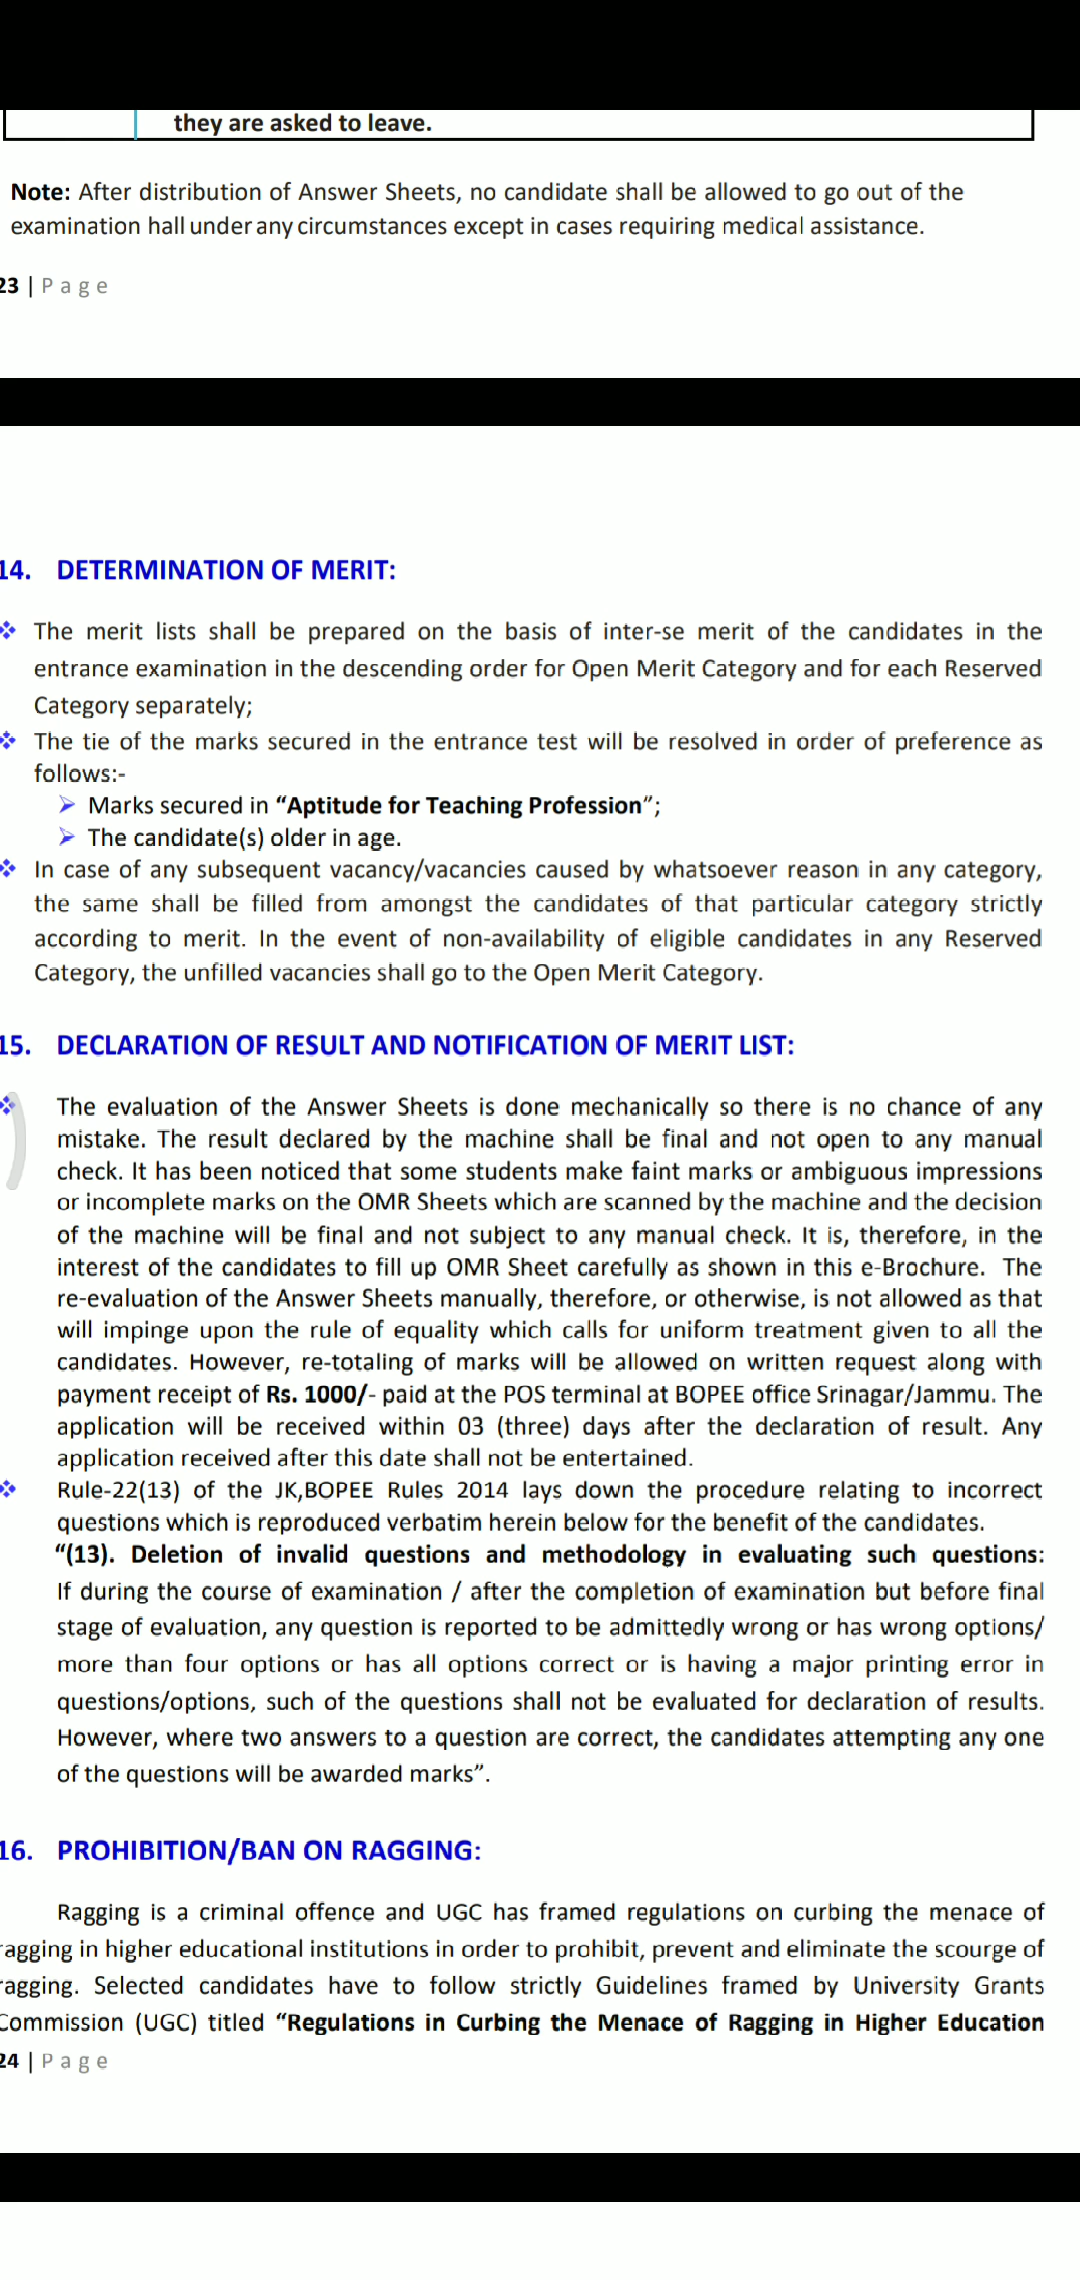 they are asked to leave.
Note: After distribution of Answer Sheets, no candidate shall be allowed to go out of the
examination hall under any circumstances except in cases requiring medical assistance.
23 | P a g e
14. DETERMINATION OF MERIT:
❖ The merit lists shall be prepared on the basis of inter-se merit of the candidates in the
entrance examination in the descending order for Open Merit Category and for each Reserved
Category separately;
❖ The tie of the marks secured in the entrance test will be resolved in order of preference as
follows:-
➢ Marks secured in “Aptitude for Teaching Profession”;
➢ The candidate(s) older in age.
❖ In case of any subsequent vacancy/vacancies caused by whatsoever reason in any category,
the same shall be filled from amongst the candidates of that particular category strictly
according to merit. In the event of non-availability of eligible candidates in any Reserved
Category, the unfilled vacancies shall go to the Open Merit Category.
15. DECLARATION OF RESULT AND NOTIFICATION OF MERIT LIST:
❖ The evaluation of the Answer Sheets is done mechanically so there is no chance of any
mistake. The result declared by the machine shall be final and not open to any manual
check. It has been noticed that some students make faint marks or ambiguous impressions
or incomplete marks on the OMR Sheets which are scanned by the machine and the decision
of the machine will be final and not subject to any manual check. It is, therefore, in the
interest of the candidates to fill up OMR Sheet carefully as shown in this e-Brochure. The
re-evaluation of the Answer Sheets manually, therefore, or otherwise, is not allowed as that
will impinge upon the rule of equality which calls for uniform treatment given to all the
candidates. However, re-totaling of marks will be allowed on written request along with
payment receipt of Rs. 1000/- paid at the POS terminal at BOPEE office Srinagar/Jammu. The
application will be received within 03 (three) days after the declaration of result. Any
application received after this date shall not be entertained.
❖ Rule-22(13) of the JK,BOPEE Rules 2014 lays down the procedure relating to incorrect
questions which is reproduced verbatim herein below for the benefit of the candidates.
“(13). Deletion of invalid questions and methodology in evaluating such questions:
If during the course of examination / after the completion of examination but before final
stage of evaluation, any question is reported to be admittedly wrong or has wrong options/
more than four options or has all options correct or is having a major printing error in
questions/options, such of the questions shall not be evaluated for declaration of results.
However, where two answers to a question are correct, the candidates attempting any one
of the questions will be awarded marks”.
16. PROHIBITION/BAN ON RAGGING:
Ragging is a criminal offence and UGC has framed regulations on curbing the menace of
ragging in higher educational institutions in order to prohibit, prevent and eliminate the scourge of
ragging. Selected candidates have to follow strictly Guidelines framed by University Grants
Commission (UGC) titled “Regulations in Curbing the Menace of Ragging in Higher Education
24 | P a g e